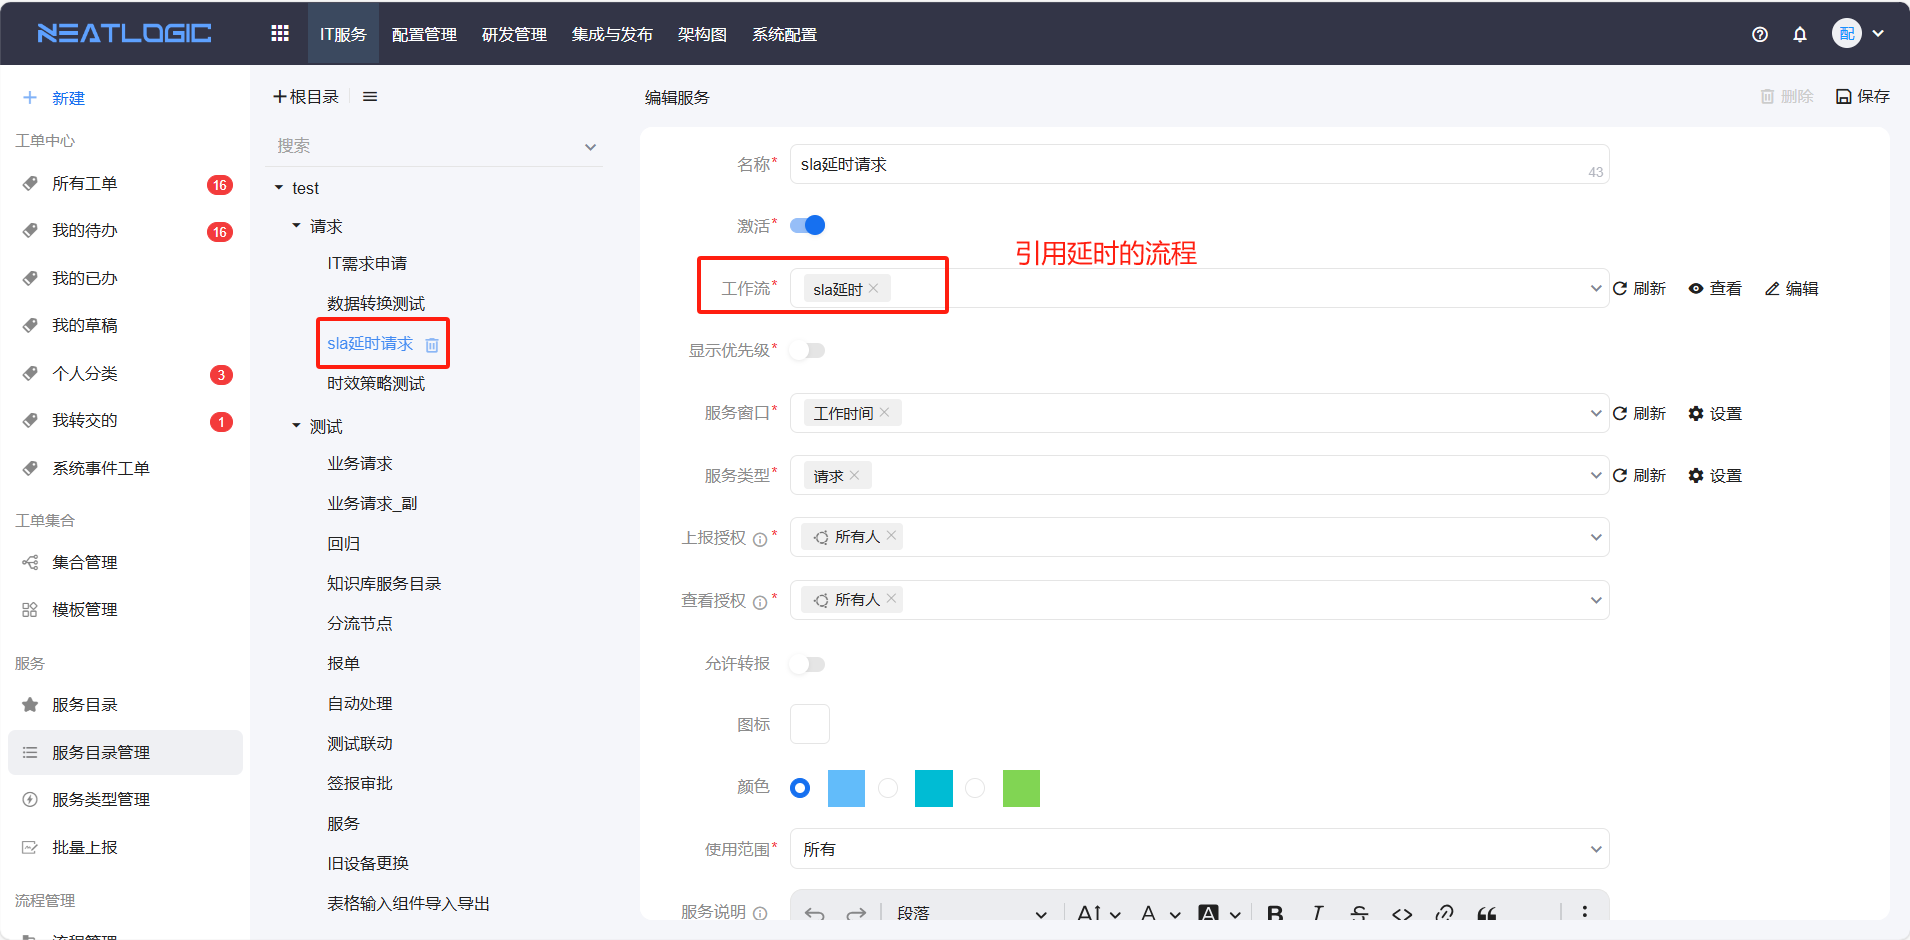 NEATLOGIC
IT服务
配置管理
研发管理
集成与发布
架构图
系统配置
配
新建
工单中心
所有工单
16
我的待办
16
我的已办
我的草稿
个人分类
3
我转交的
1
系统事件工单
工单集合
集合管理
模板管理
服务
服务目录
服务目录管理
服务类型管理
批量上报
流程管理
流程管理
+根目录
搜索
test
请求
IT需求申请
数据转换测试
sla延时请求
时效策略测试
测试
业务请求
业务请求_副
回归
知识库服务目录
分流节点
报单
自动处理
测试联动
签报审批
服务
旧设备更换
表格输入组件导入导出
编辑服务
删除
保存
名称*
sla延时请求
43
激活*
引用延时的流程
工作流*
sla延时
刷新
查看
编辑
显示优先级*
服务窗口*
工作时间
刷新
设置
服务类型*
请求
刷新
设置
上报授权 *
所有人
查看授权 *
所有人
允许转报
图标
颜色
使用范围*
所有
服务说明
段落